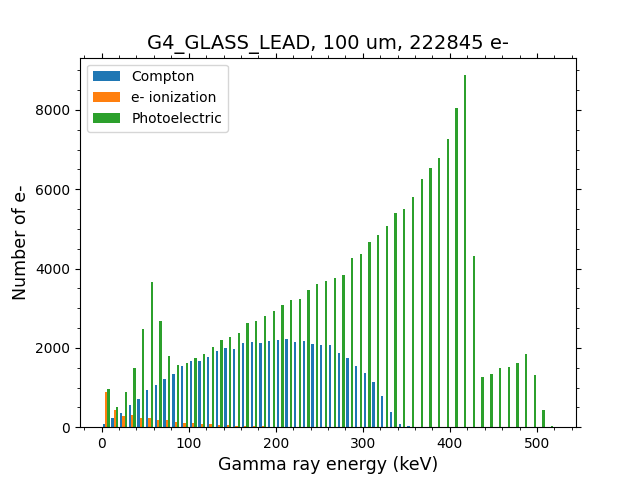 G4_GLASS_LEAD, 100 um, 222845 e-
Compton
e- ionization
Photoelectric
8000
6000
4000
2000
0
Number of e-
0 100 200 300 400 500
Gamma ray energy (keV)